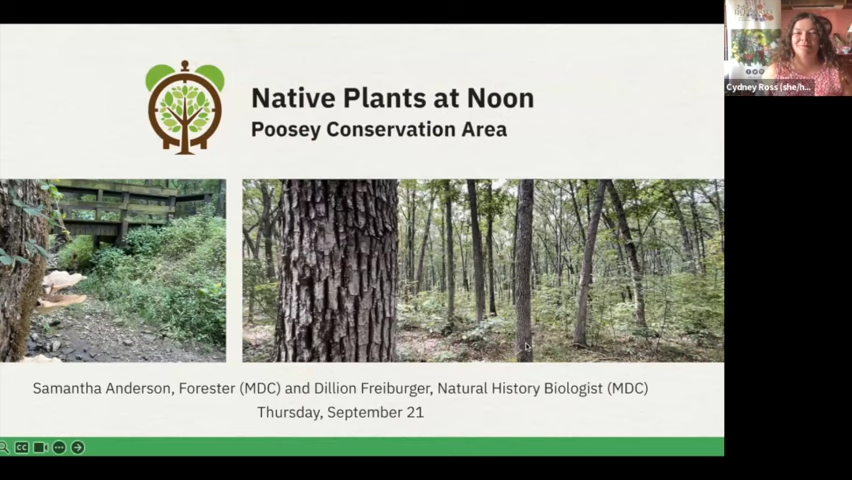 Native Plants at Noon
Poosey Conservation Area
Samantha Anderson, Forester (MDC) and Dillion Freiburger, Natural History Biologist (MDC)
Thursday, September 21
CC
Cydney Ross (she/h...